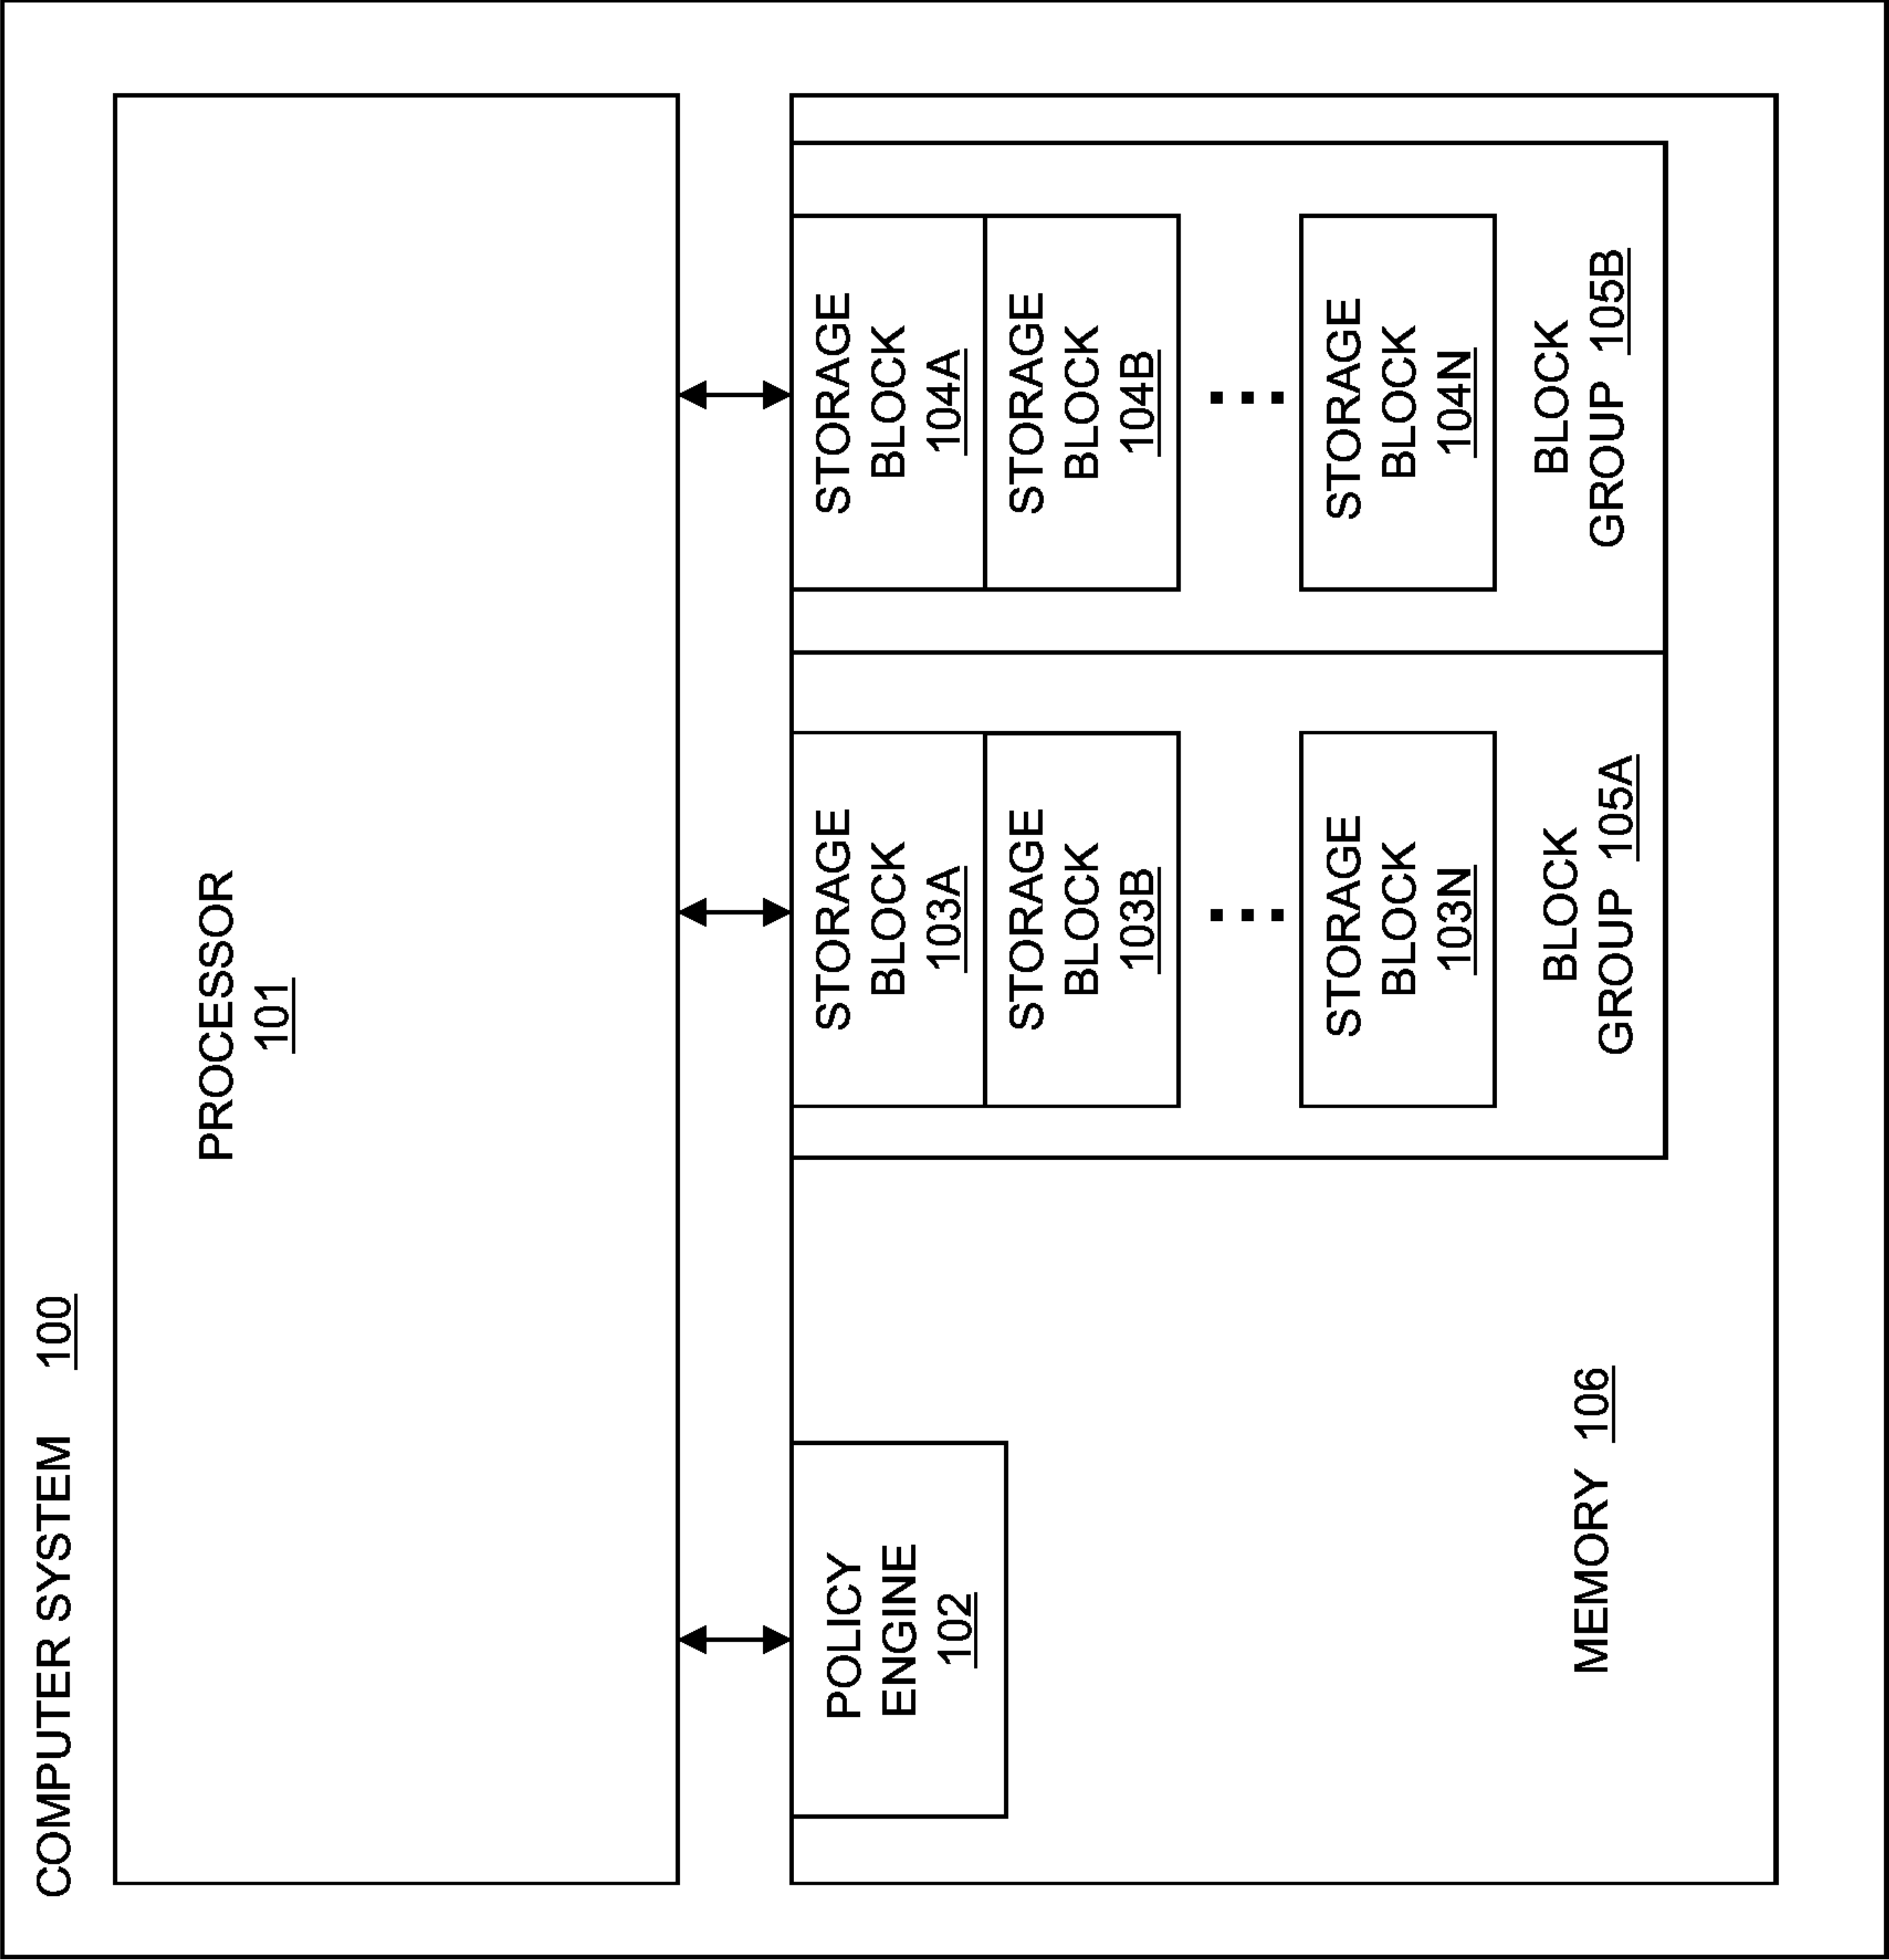 COMPUTER SYSTEM 100
PROCESSOR
101
POLICY
ENGINE
102
STORAGE
BLOCK
103A
STORAGE
BLOCK
103B
STORAGE
BLOCK
103N
BLOCK
GROUP 105A
STORAGE
BLOCK
104A
STORAGE
BLOCK
104B
STORAGE
BLOCK
104N
BLOCK
GROUP 105B
MEMORY 106